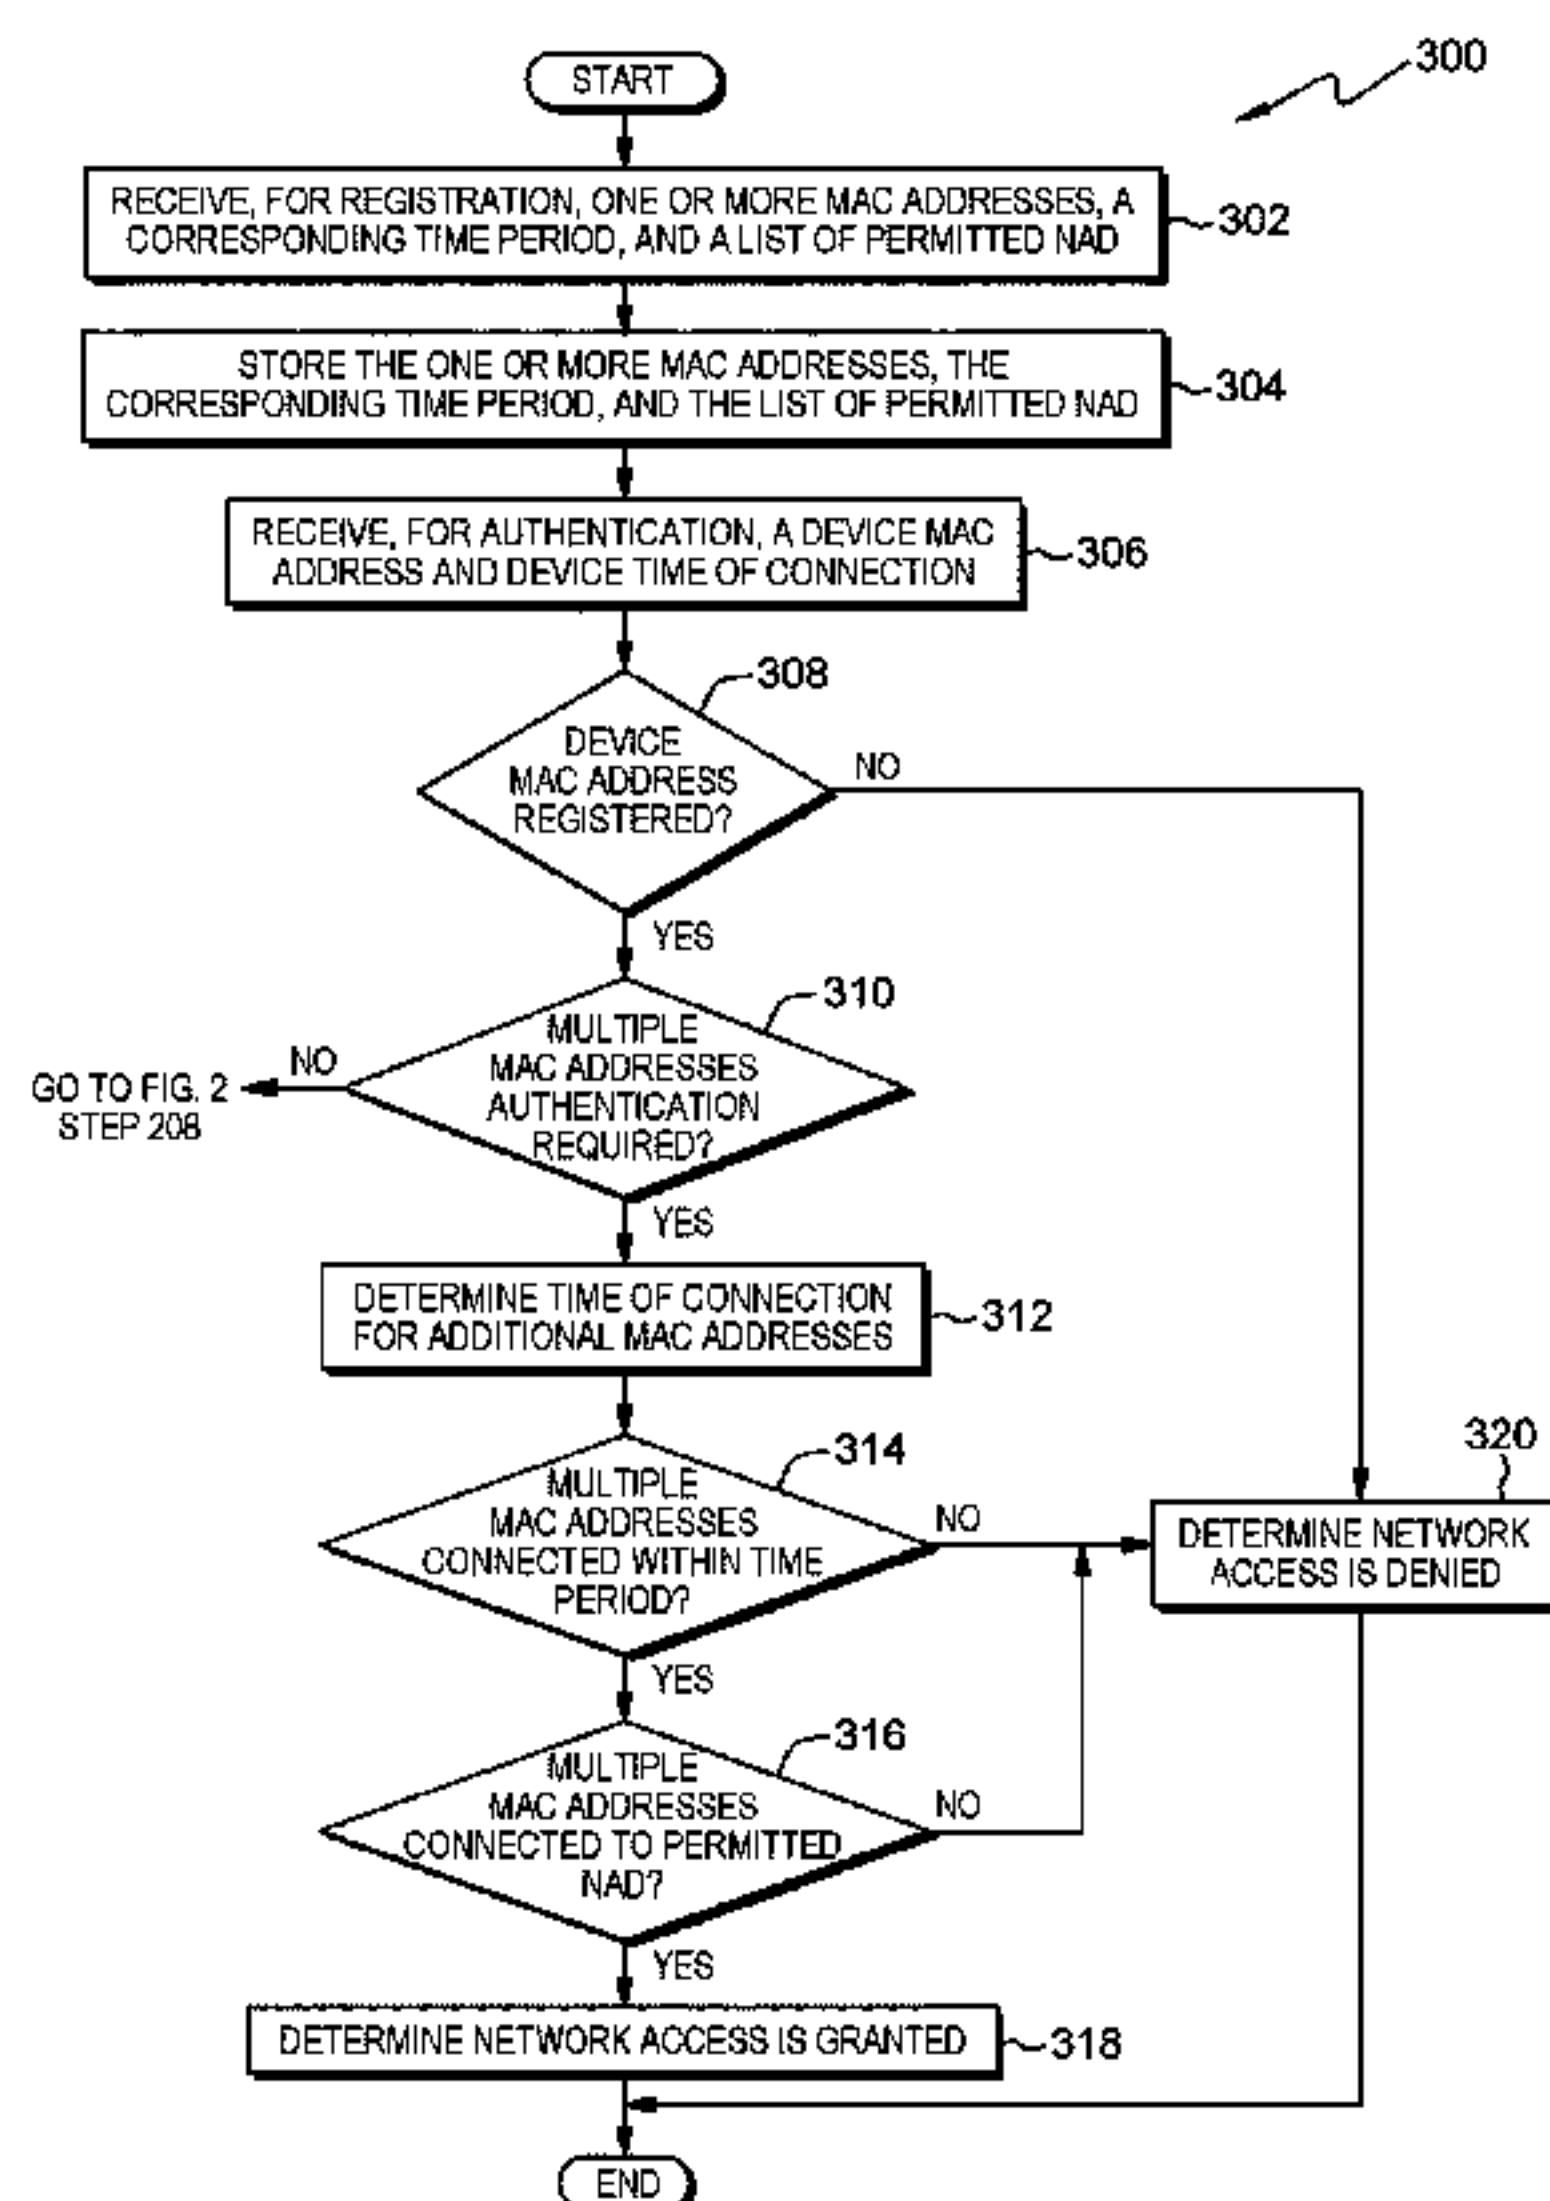 START
300
RECEIVE, FOR REGISTRATION, ONE OR MORE MAC ADDRESSES, A
CORRESPONDING TIME PERIOD, AND A LIST OF PERMITTED NAD
302
STORE THE ONE OR MORE MAC ADDRESSES, THE
CORRESPONDING TIME PERIOD, AND THE LIST OF PERMITTED NAD
304
RECEIVE, FOR AUTHENTICATION, A DEVICE MAC
ADDRESS AND DEVICE TIME OF CONNECTION
306
308
DEVICE
MAC ADDRESS
REGISTERED?
NO
YES
310
MULTIPLE
MAC ADDRESSES
AUTHENTICATION
REQUIRED?
NO
GO TO FIG. 2
STEP 208
YES
DETERMINE TIME OF CONNECTION
FOR ADDITIONAL MAC ADDRESSES
312
314
MULTIPLE
MAC ADDRESSES
CONNECTED WITHIN TIME
PERIOD?
NO
320
DETERMINE NETWORK
ACCESS IS DENIED
YES
316
MULTIPLE
MAC ADDRESSES
CONNECTED TO PERMITTED
NAD?
NO
YES
DETERMINE NETWORK ACCESS IS GRANTED
318
END